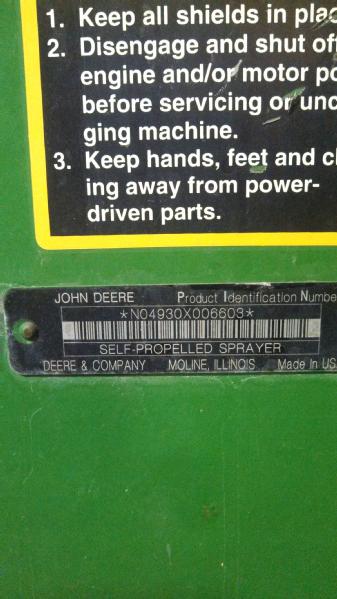 1. Keep all shields in plac
2. Disengage and shut off
engine and/or motor po
before servicing or unc
ging machine.
3. Keep hands, feet and cl
ing away from power-
driven parts.
JOHN DEERE Product Identification Numbe
*N04930X006603*
SELF-PROPELLED SPRAYER
DEERE & COMPANY MOLINE, ILLINOIS Made In US